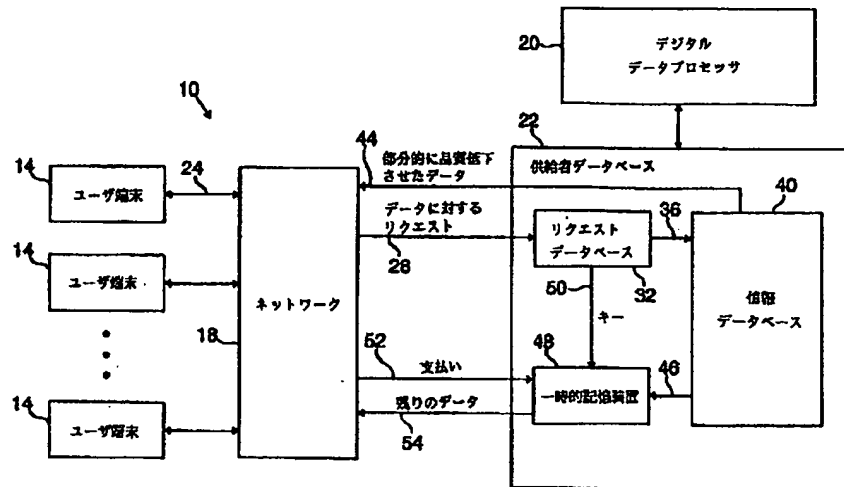 20
デジタル
データプロセッサ
10
22
44
部分的に品質低下
させたデータ
供給者データベース
14
24
ユーザ端末
40
データに対する
リクエスト
28
リクエスト
データベース
36
32
14
ユーザ端末
50
ネットワーク
キー
情報
データベース
18
52
48
支払い
一時的記憶装置
46
14
残りのデータ
54
ユーザ端末